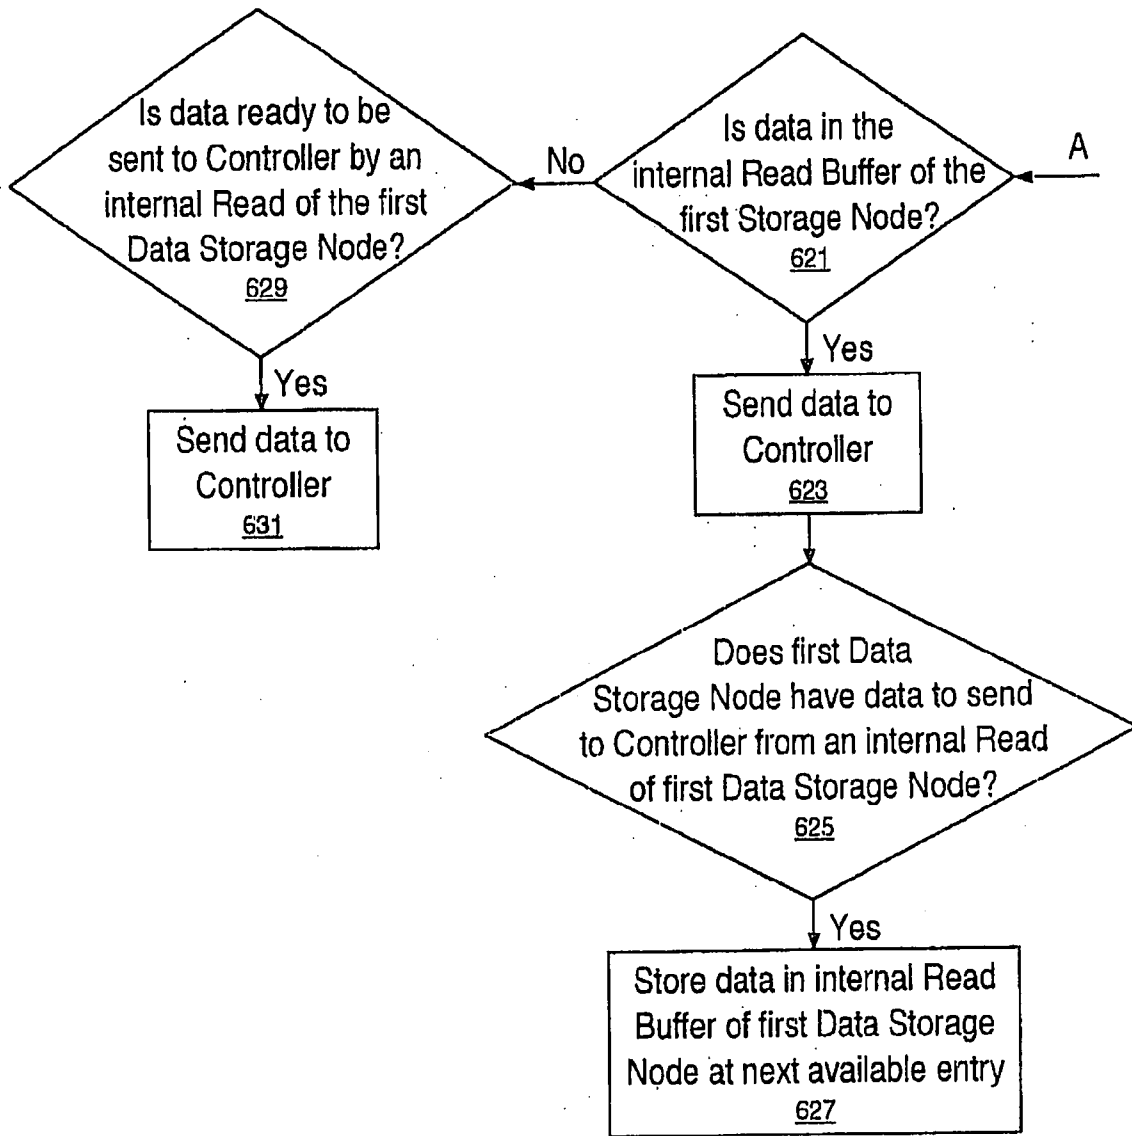 A
Is data in the
internal Read Buffer of the
first Storage Node?
621
No
Is data ready to be
sent to Controller by an
internal Read of the first
Data Storage Node?
629
Yes
Send data to
Controller
631
Yes
Send data to
Controller
623
Does first Data
Storage Node have data to send
to Controller from an internal Read
of first Data Storage Node?
625
Yes
Store data in internal Read
Buffer of first Data Storage
Node at next available entry
627